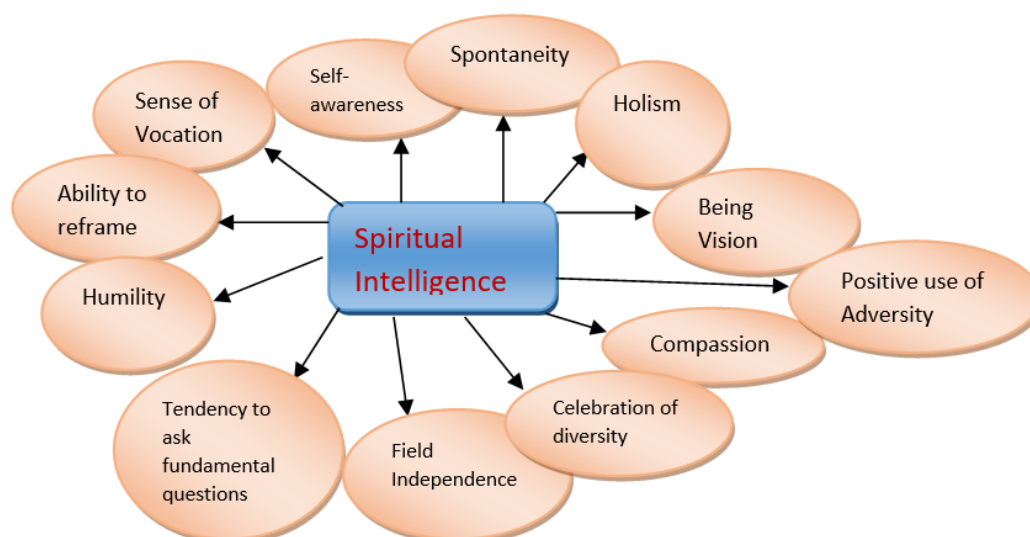 Spontaneity
Self-
awareness
Holism
Sense of
Vocation
Ability to
reframe
Being
Vision
Spiritual
Intelligence
Positive use of
Adversity
Humility
Compassion
Tendency to
ask
fundamental
questions
Celebration of
diversity
Field
Independence